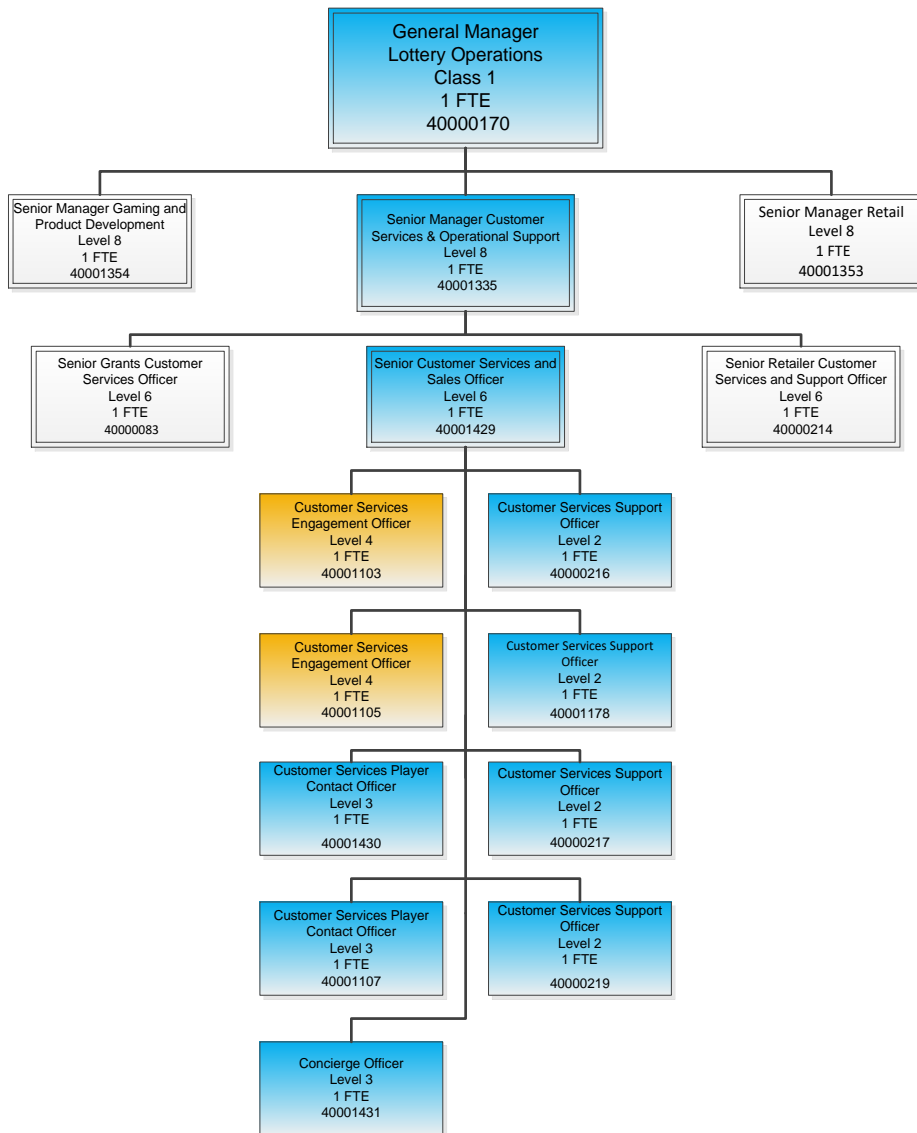 General Manager
Lottery Operations
Class 1
1 FTE
40000170
Senior Manager Gaming and
Product Development
Level 8
1 FTE
40001354
Senior Manager Customer
Services & Operational Support
Level 8
1 FTE
40001335
Senior Manager Retail
Level 8
1 FTE
40001353
Senior Grants Customer
Services Officer
Level 6
1 FTE
40000083
Senior Customer Services and
Sales Officer
Level 6
1 FTE
40001429
Senior Retailer Customer
Services and Support Officer
Level 6
1 FTE
40000214
Customer Services
Engagement Officer
Level 4
1 FTE
40001103
Customer Services Support
Officer
Level 2
1 FTE
40000216
Customer Services
Engagement Officer
Level 4
1 FTE
40001105
Customer Services Support
Officer
Level 2
1 FTE
40001178
Customer Services Player
Contact Officer
Level 3
1 FTE
40001430
Customer Services Support
Officer
Level 2
1 FTE
40000217
Customer Services Player
Contact Officer
Level 3
1 FTE
40001107
Customer Services Support
Officer
Level 2
1 FTE
40000219
Concierge Officer
Level 3
1 FTE
40001431